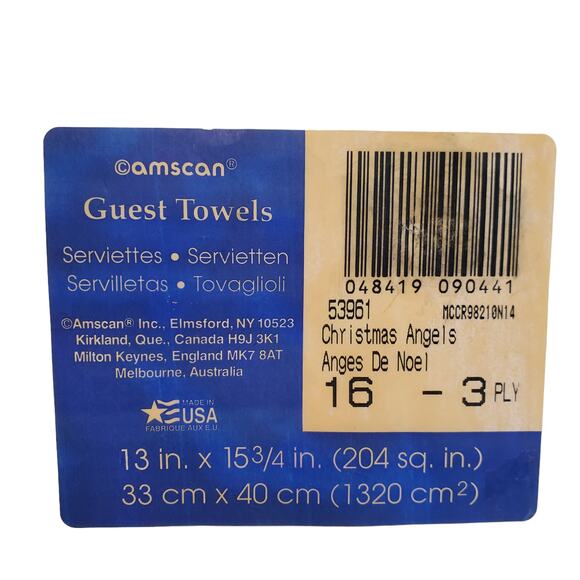 ©amscan®
Guest Towels
Serviettes • Servietten
Servilletas • Tovaglioli
©Amscan® Inc., Elmsford, NY 10523
Kirkland, Que., Canada H9J 3K1
Milton Keynes, England MK7 8AT
Melbourne, Australia
MADE IN
USA
FABRIQUE AUX E.U.
048419 090441
53961 MCCR98210N14
Christmas Angels
Anges De Noel
16 - 3 PLY
13 in. x 15 3/4 in. (204 sq. in.)
33 cm x 40 cm (1320 cm²)